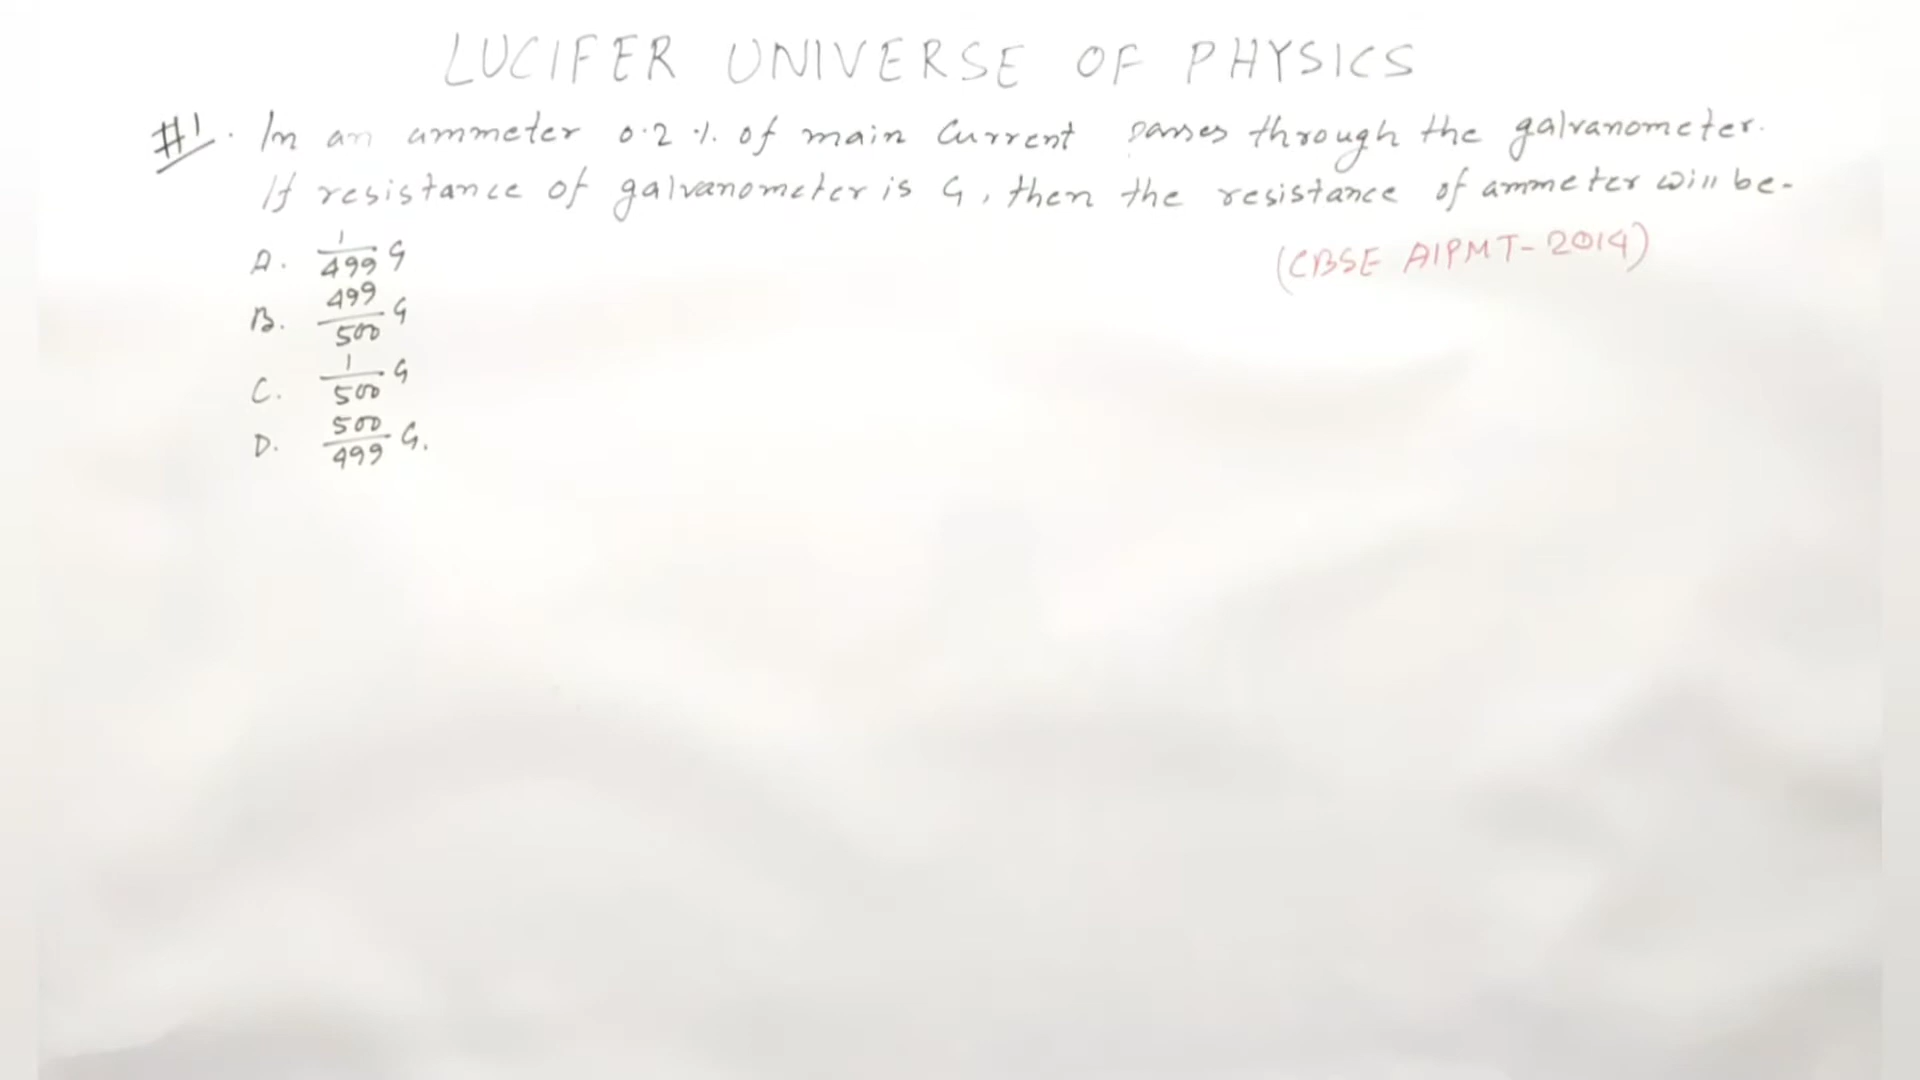 LUCIFER UNIVERSE OF PHYSICS
#1. In an ammeter 0.2 %. of main Current passes through the galvanometer.
If resistance of galvanometer is G, then the resistance of ammeter will be-
(CBSE AIPMT-2014)
A. 1/499 G
B. 499/500 G
C. 1/500 G
D. 500/499 G.